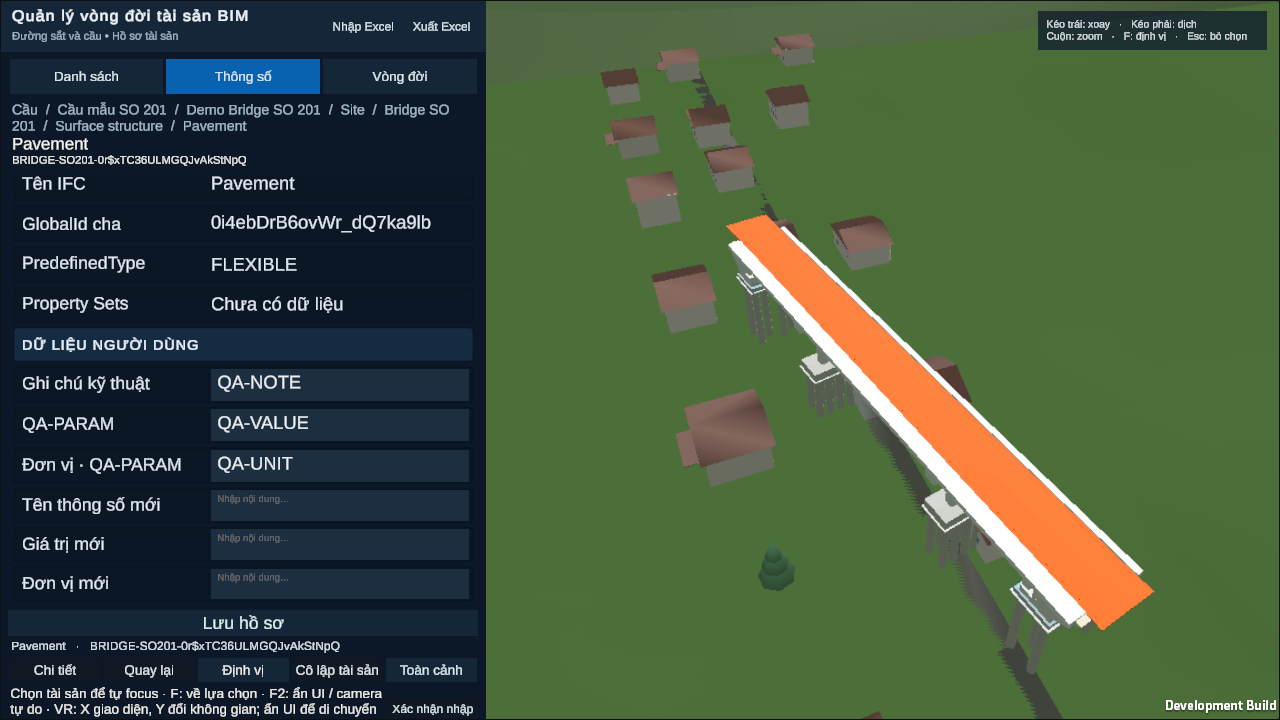 Quản lý vòng đời tài sản BIM
Đường sắt và cầu • Hồ sơ tài sản
Nhập Excel
Xuất Excel
Danh sách
Thông số
Vòng đời
Cầu / Cầu mẫu SO 201 / Demo Bridge SO 201 / Site / Bridge SO
201 / Surface structure / Pavement
Pavement
BRIDGE-SO201-0r$xTC36ULMGQJvAkStNpQ
Tên IFC Pavement
GlobalId cha 0i4ebDrB6ovWr_dQ7ka9lb
PredefinedType FLEXIBLE
Property Sets Chưa có dữ liệu
DỮ LIỆU NGƯỜI DÙNG
Ghi chú kỹ thuật QA-NOTE
QA-PARAM QA-VALUE
Đơn vị · QA-PARAM QA-UNIT
Tên thông số mới Nhập nội dung...
Giá trị mới Nhập nội dung...
Đơn vị mới Nhập nội dung...
Lưu hồ sơ
Pavement · BRIDGE-SO201-0r$xTC36ULMGQJvAkStNpQ
Chi tiết
Quay lại
Định vị
Cô lập tài sản
Toàn cảnh
Chọn tài sản để tự focus · F: về lựa chọn · F2: ẩn UI / camera
tự do · VR: X giao diện, Y đổi không gian; ẩn UI để di chuyển
Xác nhận nhập
Kéo trái: xoay · Kéo phải: dịch
Cuộn: zoom · F: định vị · Esc: bỏ chọn
Development Build